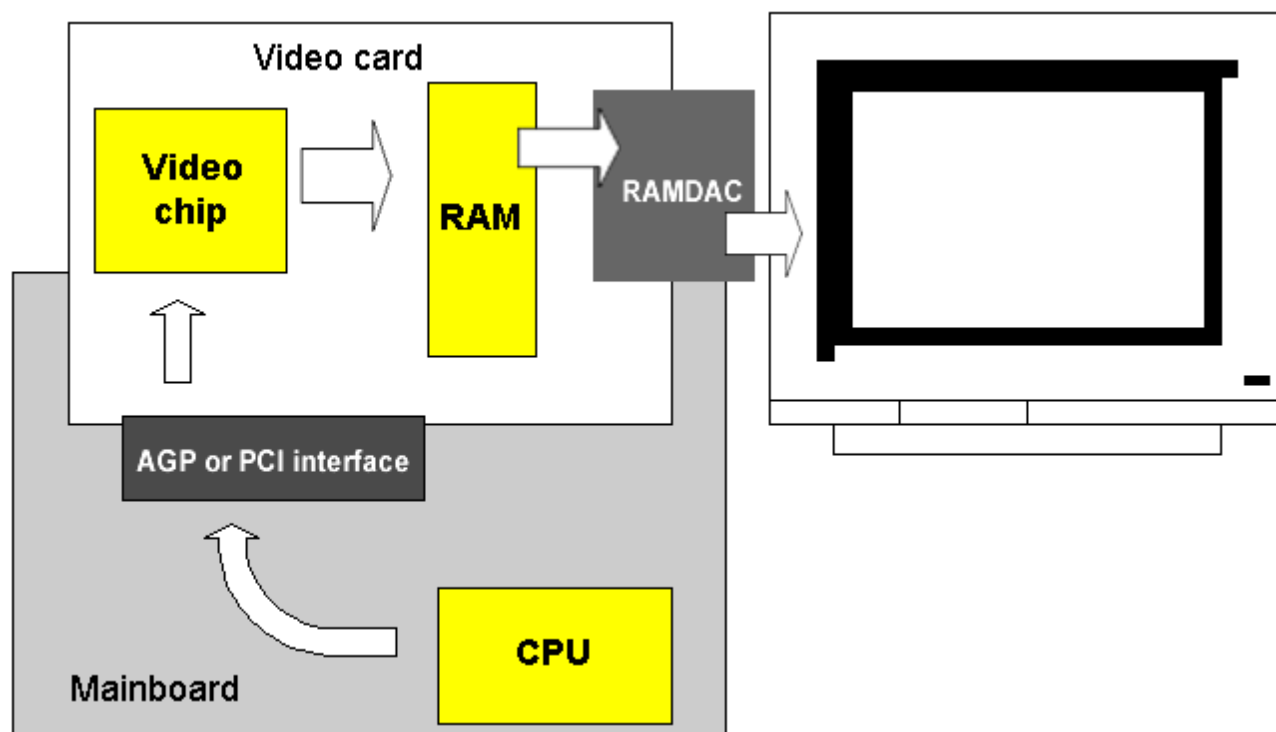 Video card
Video
chip
RAM
RAMDAC
AGP or PCI interface
CPU
Mainboard